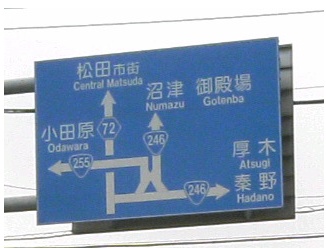 松田市街
Central Matsuda
沼津 御殿場
Numazu Gotenba
小田原
Odawara
72
246
255
厚木
Atsugi
246
秦野
Hadano